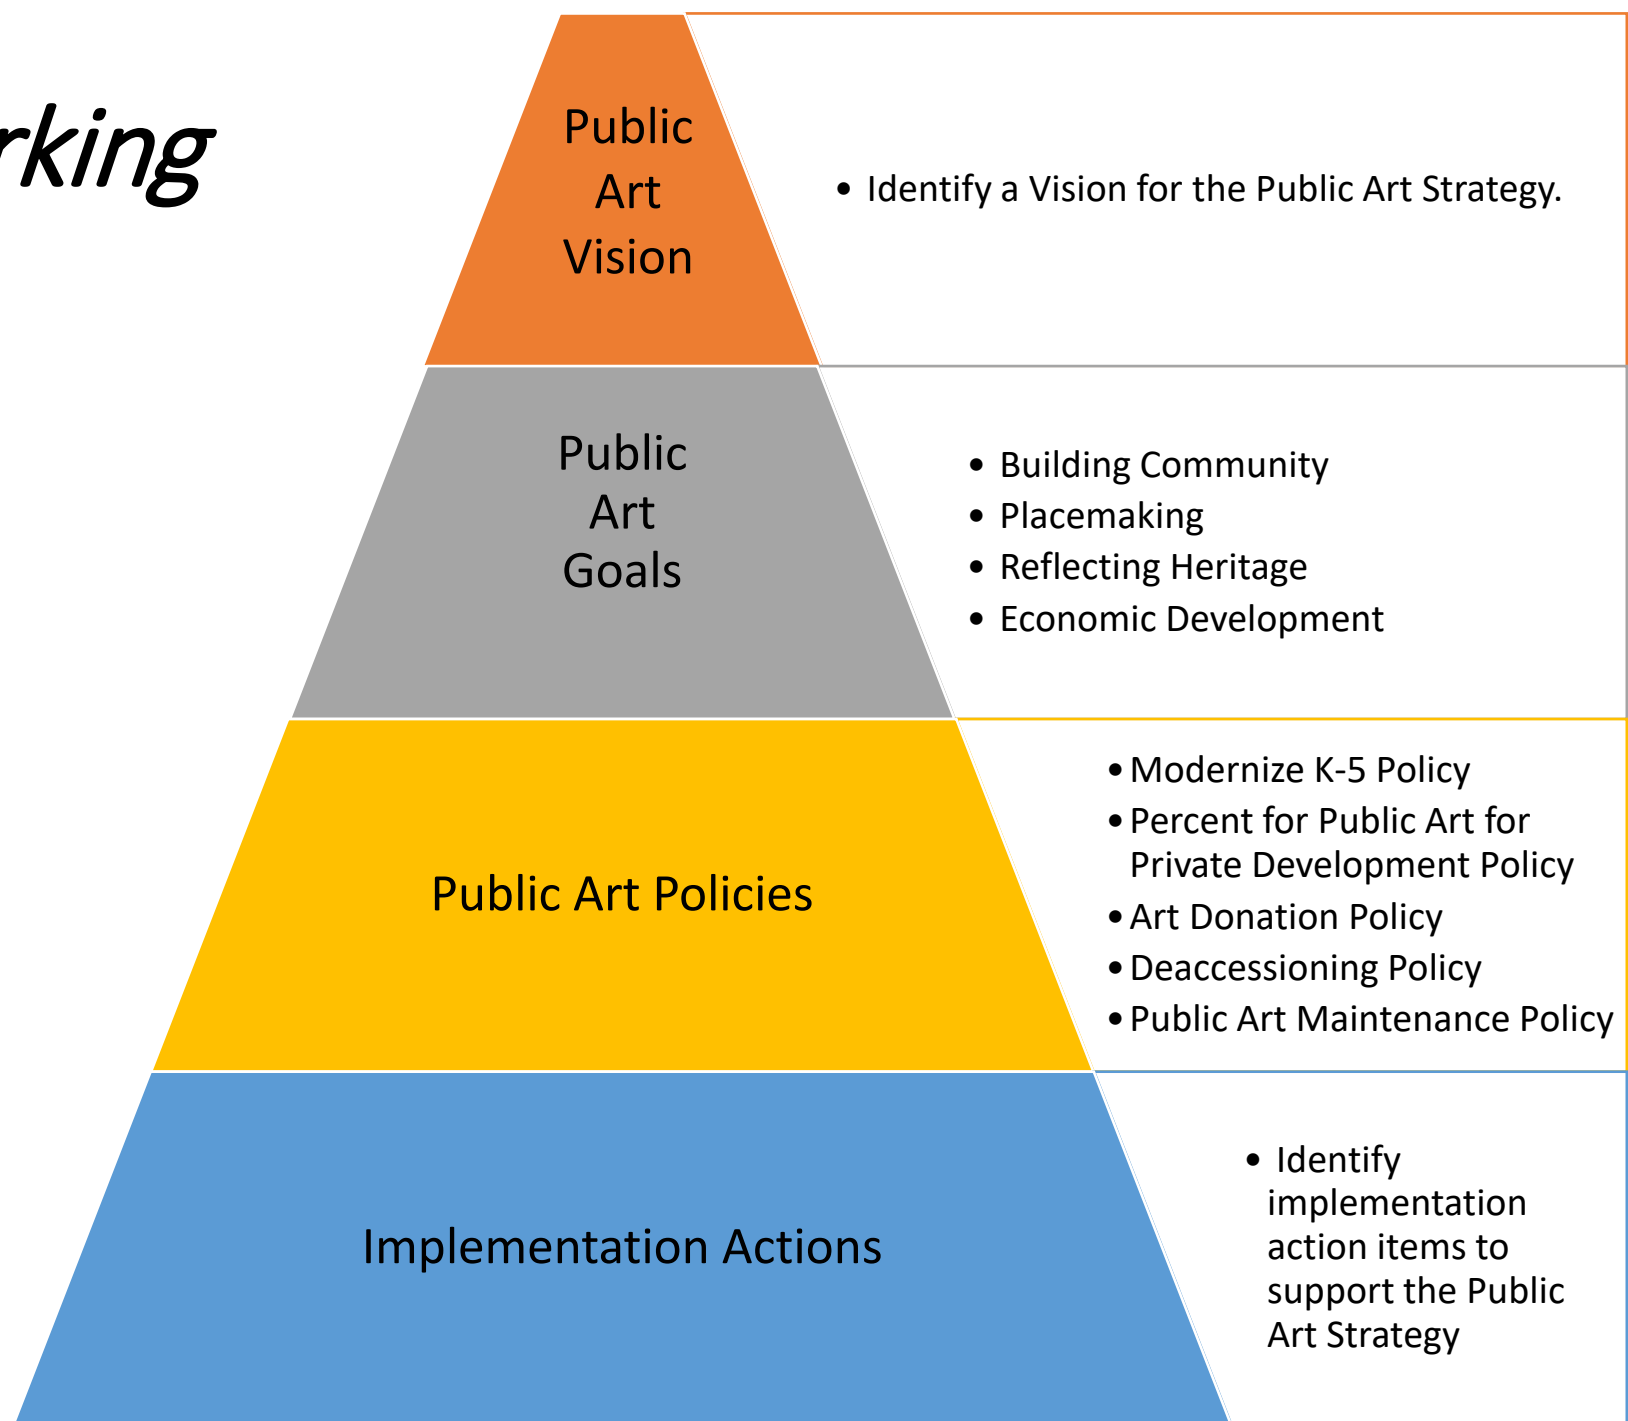 Public
Art
Vision
• Identify a Vision for the Public Art Strategy.
Public
Art
Goals
• Building Community
• Placemaking
• Reflecting Heritage
• Economic Development
Public Art Policies
• Modernize K-5 Policy
• Percent for Public Art for
Private Development Policy
• Art Donation Policy
• Deaccessioning Policy
• Public Art Maintenance Policy
Implementation Actions
• Identify
implementation
action items to
support the Public
Art Strategy